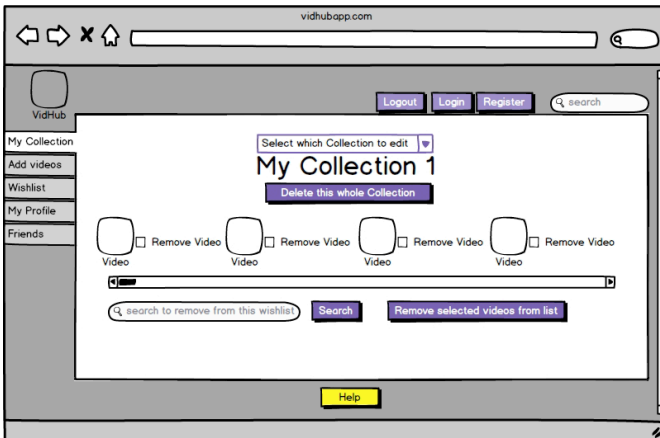 vidhubapp.com
VidHub
Logout Login Register search
My Collection
Add videos
Wishlist
My Profile
Friends
Select which Collection to edit
My Collection 1
Delete this whole Collection
Remove Video Remove Video Remove Video Remove Video
Video Video Video Video
search to remove from this wishlist Search Remove selected videos from list
Help